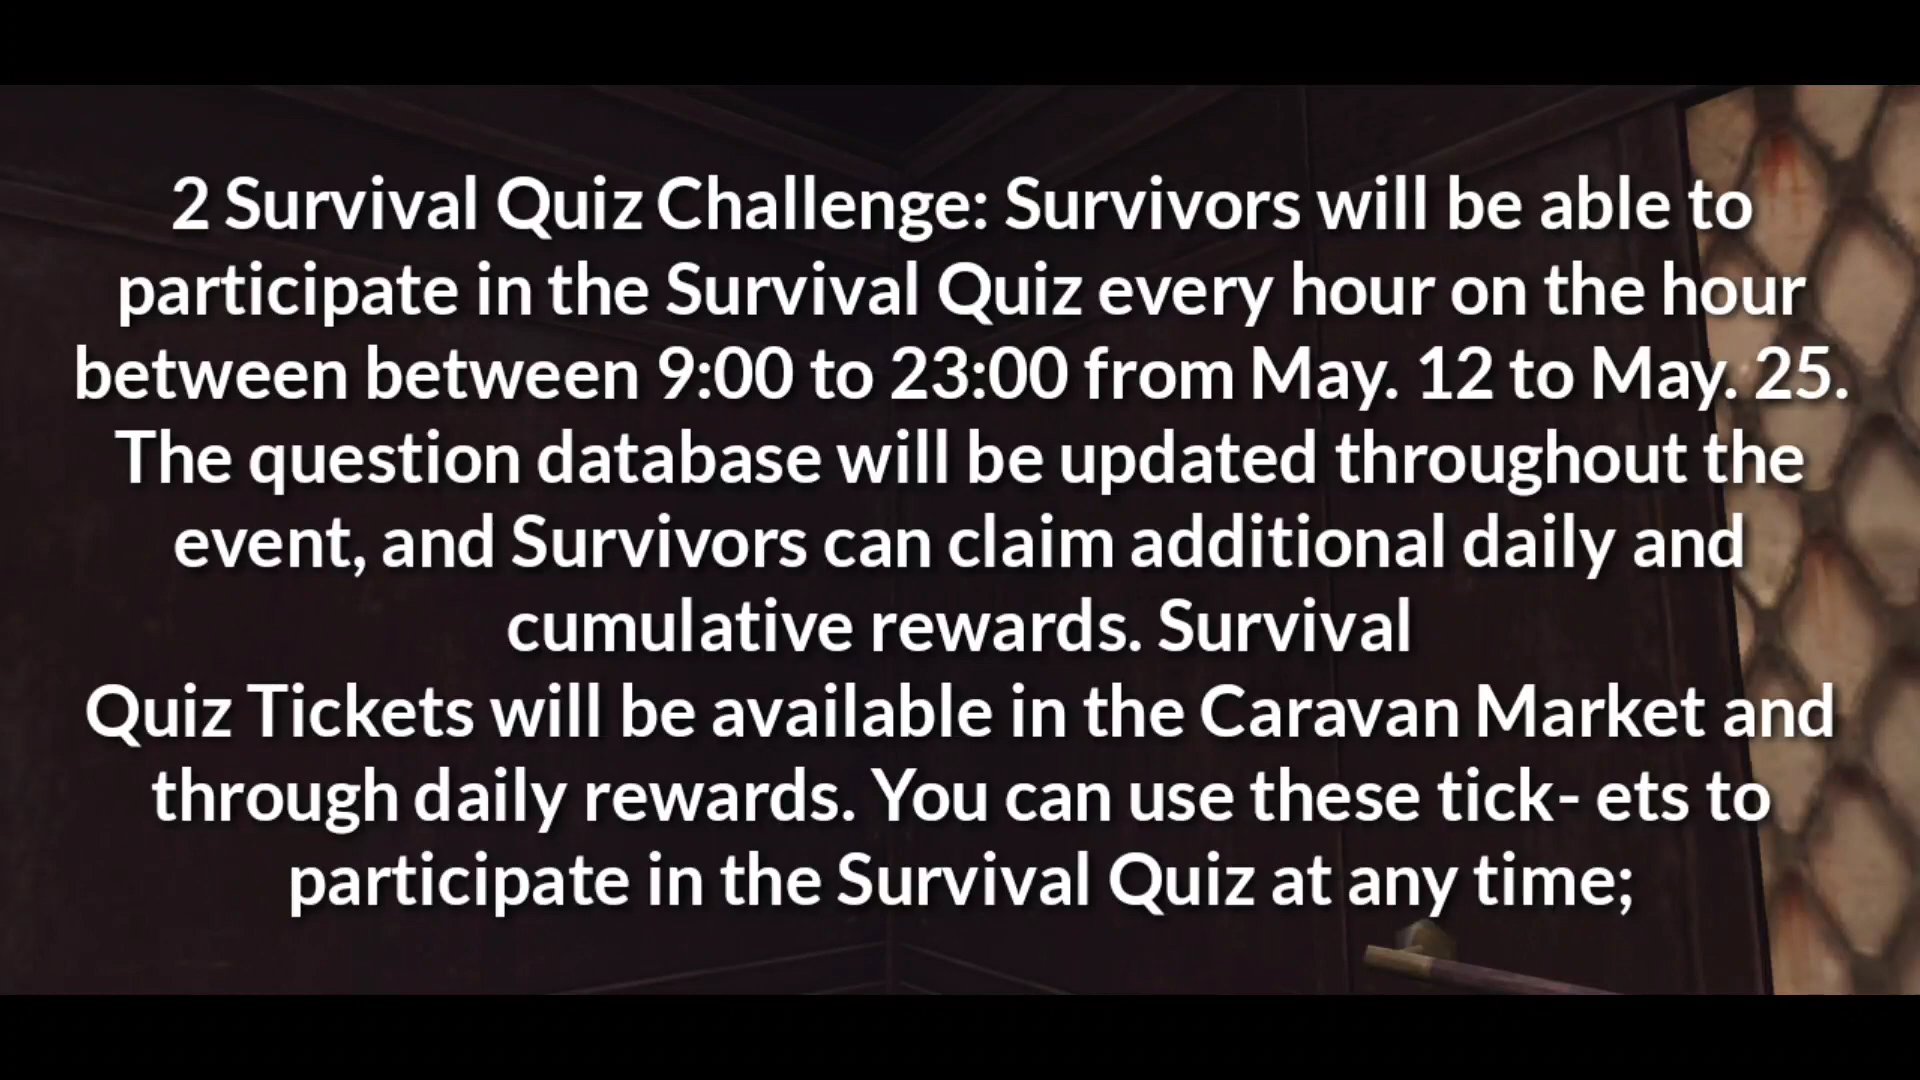 2 Survival Quiz Challenge: Survivors will be able to
participate in the Survival Quiz every hour on the hour
between between 9:00 to 23:00 from May. 12 to May. 25.
The question database will be updated throughout the
event, and Survivors can claim additional daily and
cumulative rewards. Survival
Quiz Tickets will be available in the Caravan Market and
through daily rewards. You can use these tick- ets to
participate in the Survival Quiz at any time;